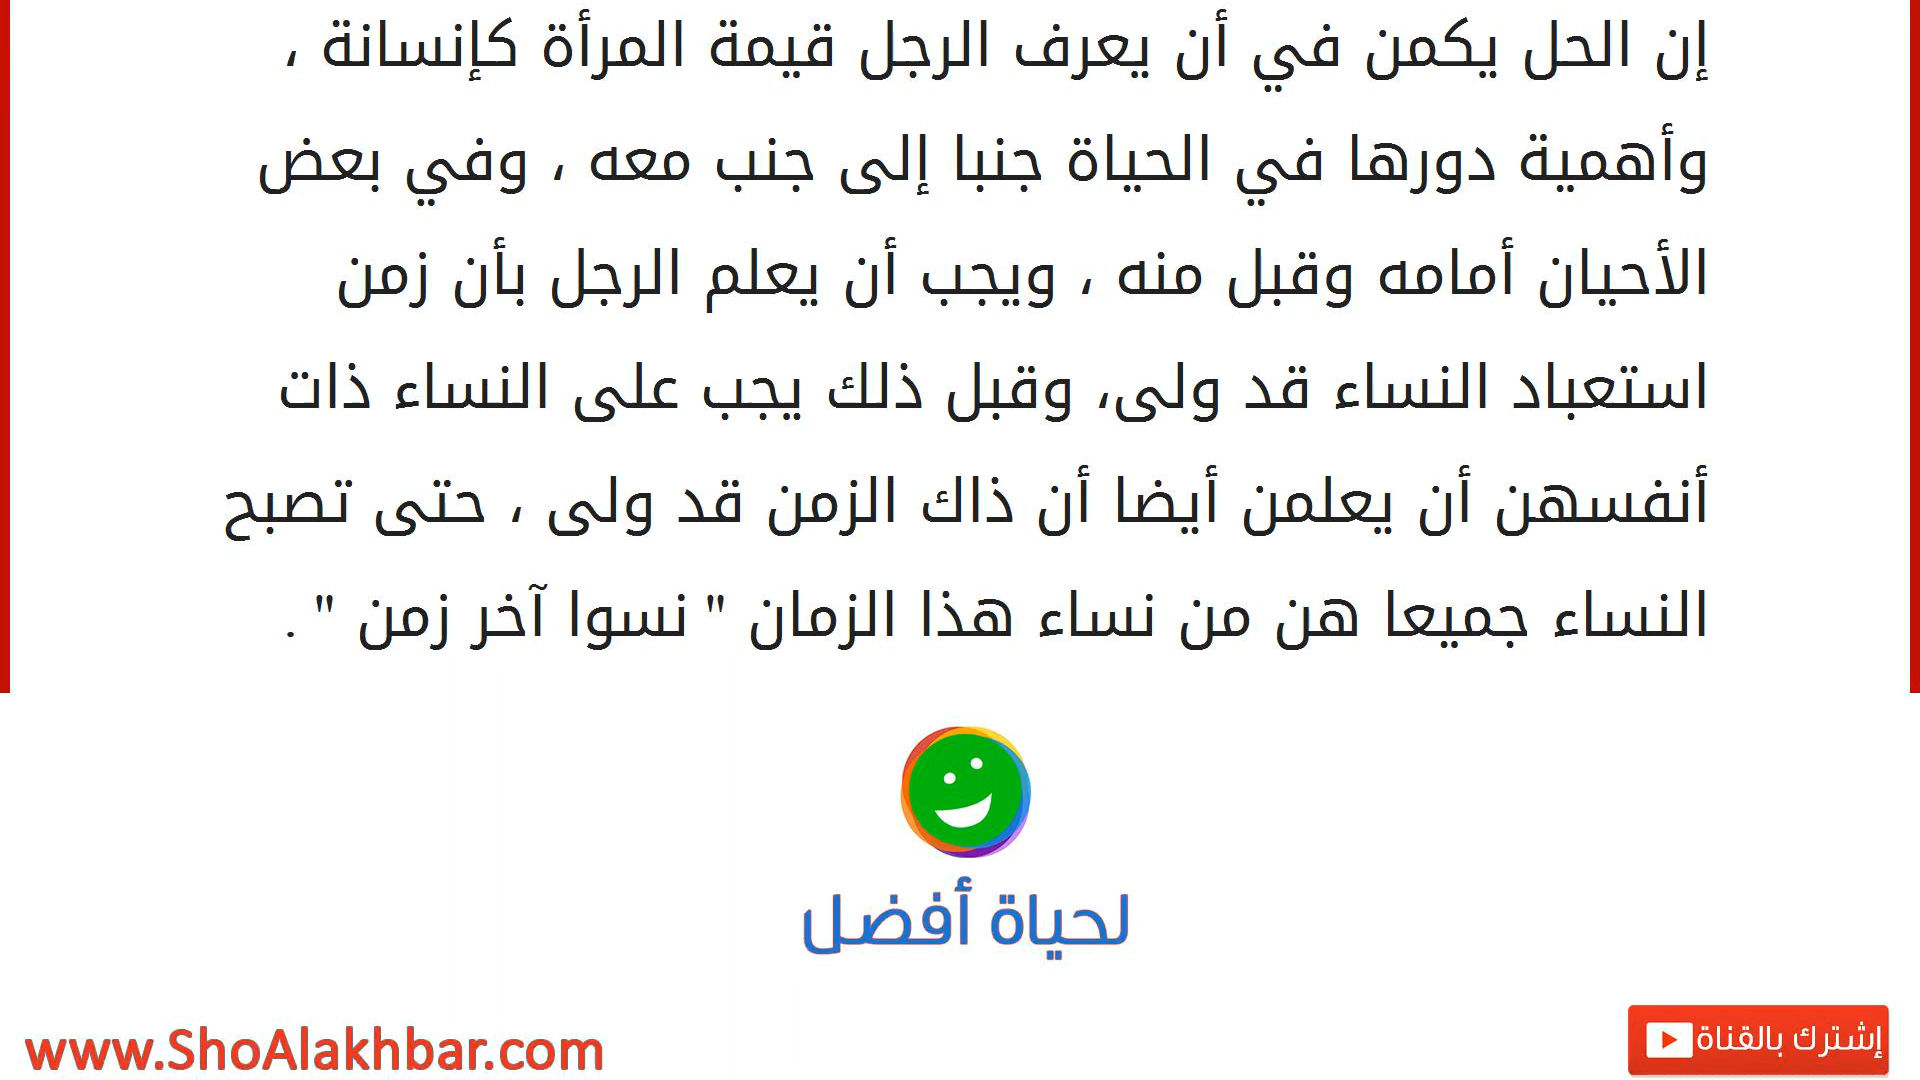 إن الحل يكمن في أن يعرف الرجل قيمة المرأة كإنسانة ،
وأهمية دورها في الحياة جنبا إلى جنب معه ، وفي بعض
الأحيان أمامه وقبل منه ، ويجب أن يعلم الرجل بأن زمن
استعباد النساء قد ولى، وقبل ذلك يجب على النساء ذات
أنفسهن أن يعلمن أيضا أن ذاك الزمن قد ولى ، حتى تصبح
النساء جميعا هن من نساء هذا الزمان " نسوا آخر زمن " .
لحياة أفضل
www.ShoAlakhbar.com
إشترك بالقناة